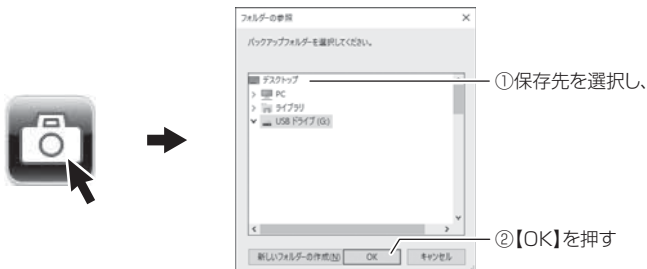 フォルダーの参照
バックアップフォルダーを選択してください。
デスクトップ
PC
ライブラリ
USB ドライブ (G:)
新しいフォルダーの作成(N)
OK
キャンセル
①保存先を選択し、
②【OK】を押す